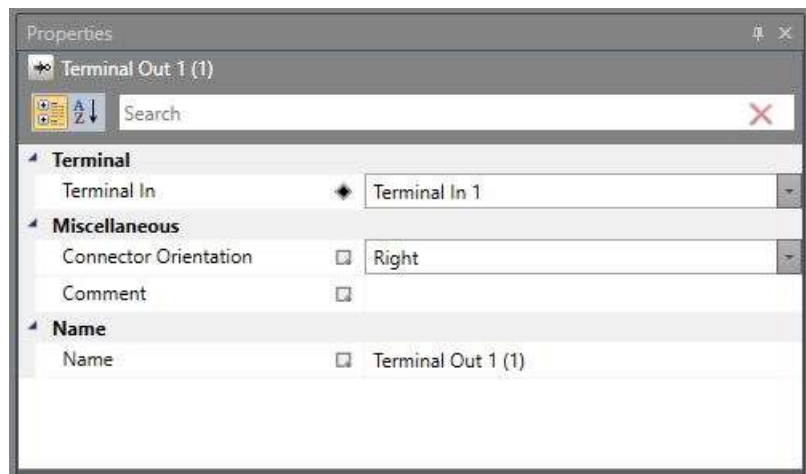 Properties
Terminal Out 1 (1)
A
Z
Search
Terminal
Terminal In Terminal In 1
Miscellaneous
Connector Orientation Right
Comment
Name
Name Terminal Out 1 (1)